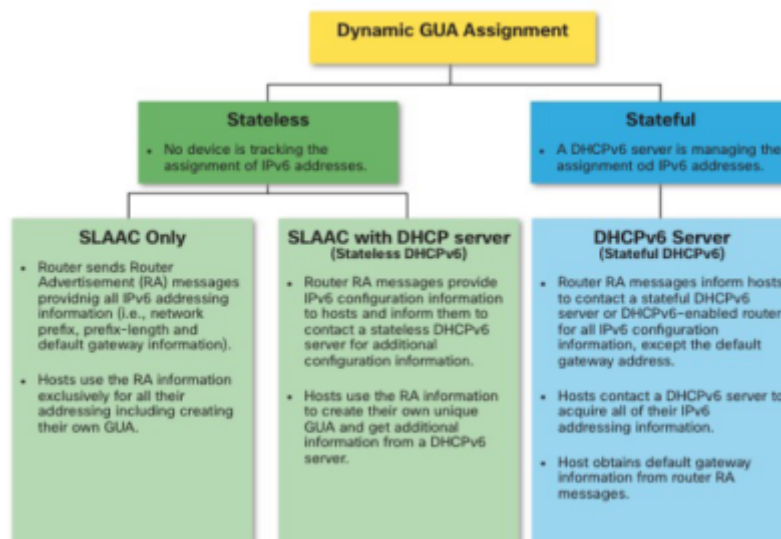 Dynamic GUA Assignment
Stateless
• No device is tracking the
assignment of IPv6 addresses.
Stateful
• A DHCPv6 server is managing the
assignment od IPv6 addresses.
SLAAC Only
• Router sends Router
Advertisement (RA) messages
providnig all IPv6 addressing
information (i.e., network
prefix, prefix-length and
default gateway information).
• Hosts use the RA information
exclusively for all their
addressing including creating
their own GUA.
SLAAC with DHCP server
(Stateless DHCPv6)
• Router RA messages provide
IPv6 configuration information
to hosts and inform them to
contact a stateless DHCPv6
server for additional
configuration information.
• Hosts use the RA information
to create their own unique
GUA and get additional
information from a DHCPv6
server.
DHCPv6 Server
(Stateful DHCPv6)
• Router RA messages inform hosts
to contact a stateful DHCPv6
server or DHCPv6-enabled router
for all IPv6 configuration
information, except the default
gateway address.
• Hosts contact a DHCPv6 server to
acquire all of their IPv6
addressing information.
• Host obtains default gateway
information from router RA
messages.